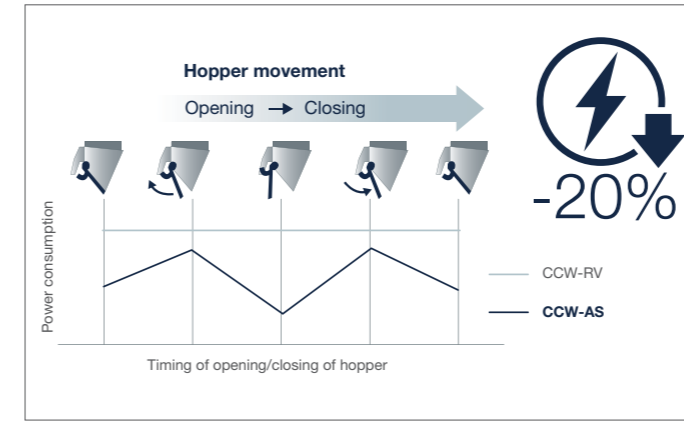 Hopper movement
Opening → Closing
-20%
Power consumption
CCW-RV
CCW-AS
Timing of opening/closing of hopper